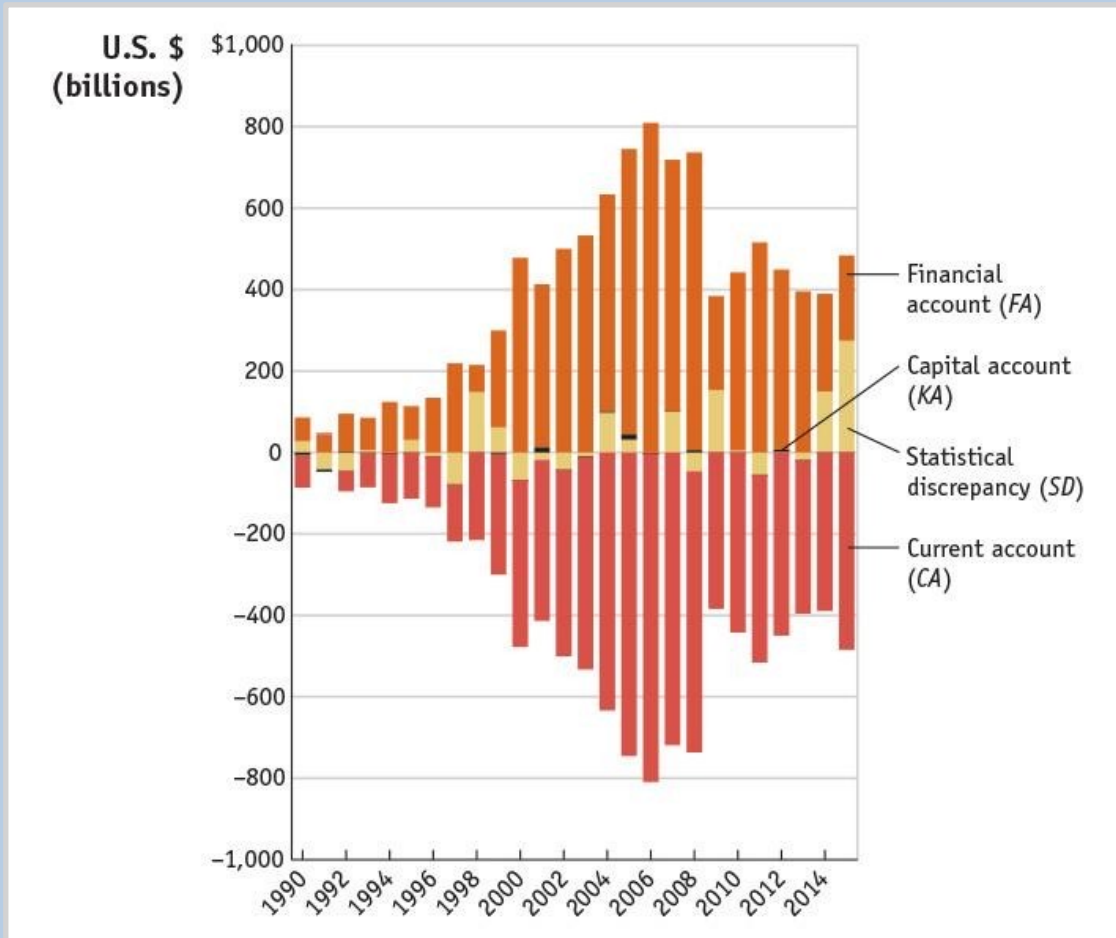 U.S. $
(billions)
$1,000
800
600
400
200
0
−200
−400
−600
−800
−1,000
1990
1992
1994
1996
1998
2000
2002
2004
2006
2008
2010
2012
2014
Financial
account (FA)
Capital account
(KA)
Statistical
discrepancy (SD)
Current account
(CA)